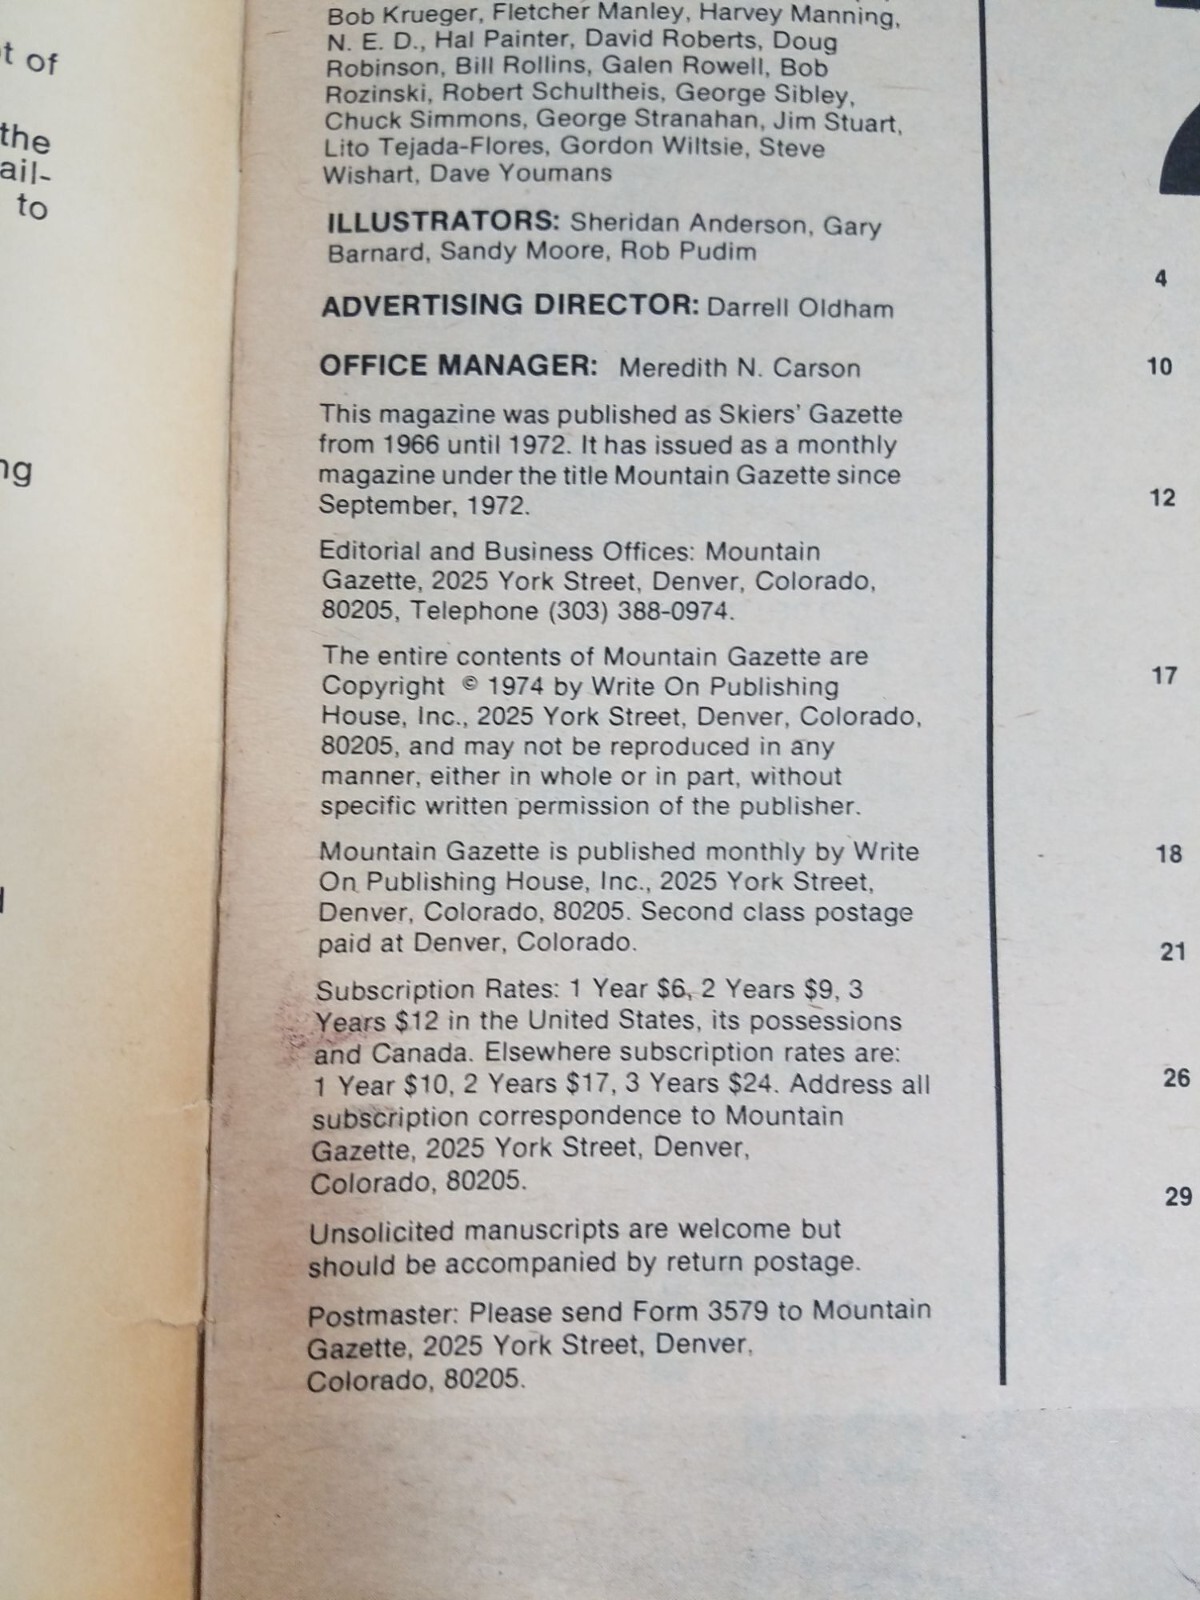 t of
the
ail-
to
ng
Bob Krueger, Fletcher Manley, Harvey Manning,
N. E. D., Hal Painter, David Roberts, Doug
Robinson, Bill Rollins, Galen Rowell, Bob
Rozinski, Robert Schultheis, George Sibley,
Chuck Simmons, George Stranahan, Jim Stuart,
Lito Tejada-Flores, Gordon Wiltsie, Steve
Wishart, Dave Youmans
ILLUSTRATORS: Sheridan Anderson, Gary
Barnard, Sandy Moore, Rob Pudim
ADVERTISING DIRECTOR: Darrell Oldham
OFFICE MANAGER: Meredith N. Carson
This magazine was published as Skiers' Gazette
from 1966 until 1972. It has issued as a monthly
magazine under the title Mountain Gazette since
September, 1972.
Editorial and Business Offices: Mountain
Gazette, 2025 York Street, Denver, Colorado,
80205, Telephone (303) 388-0974.
The entire contents of Mountain Gazette are
Copyright © 1974 by Write On Publishing
House, Inc., 2025 York Street, Denver, Colorado,
80205, and may not be reproduced in any
manner, either in whole or in part, without
specific written permission of the publisher.
Mountain Gazette is published monthly by Write
On Publishing House, Inc., 2025 York Street,
Denver, Colorado, 80205. Second class postage
paid at Denver, Colorado.
Subscription Rates: 1 Year $6, 2 Years $9, 3
Years $12 in the United States, its possessions
and Canada. Elsewhere subscription rates are:
1 Year $10, 2 Years $17, 3 Years $24. Address all
subscription correspondence to Mountain
Gazette, 2025 York Street, Denver,
Colorado, 80205.
Unsolicited manuscripts are welcome but
should be accompanied by return postage.
Postmaster: Please send Form 3579 to Mountain
Gazette, 2025 York Street, Denver,
Colorado, 80205.
4
10
12
17
18
21
26
29